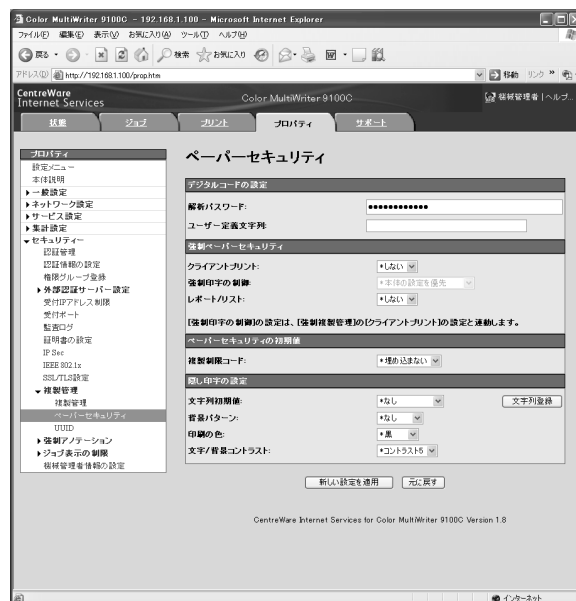 Color MultiWriter 9100C - 192.168.1.100 - Microsoft Internet Explorer
ファイル(F) 編集(E) 表示(V) お気に入り(A) ツール(T) ヘルプ(H)
戻る 検索 お気に入り
アドレス(D) http://192.168.1.100/prop.htm 移動 リンク »
CentreWare
Internet Services
Color MultiWriter 9100C
機械管理者 | ヘルプ...
状態 ジョブ プリント プロパティ サポート
プロパティ
設定メニュー
本体説明
一般設定
ネットワーク設定
サービス設定
集計設定
セキュリティー
認証管理
認証情報の設定
権限グループ登録
外部認証サーバー設定
受付IPアドレス制限
受付ポート
監査ログ
証明書の設定
IP Sec
IEEE 802.1x
SSL/TLS設定
複製管理
複製管理
ペーパーセキュリティ
UUID
強制アノテーション
ジョブ表示の制限
機械管理者情報の設定
ペーパーセキュリティ
デジタルコードの設定
解析パスワード: ●●●●●●●●●●●●
ユーザー定義文字列:
強制ペーパーセキュリティ
クライアントプリント: *しない
強制印字の制御: *本体の設定を優先
レポート/リスト: *しない
[強制印字の制御]の設定は、[強制複製管理]の[クライアントプリント]の設定と連動します。
ペーパーセキュリティの初期値
複製制限コード: *埋め込まない
隠し印字の設定
文字列初期値: *なし 文字列登録
背景パターン: *なし
印刷の色: *黒
文字/背景コントラスト: *コントラスト5
新しい設定を適用 元に戻す
CentreWare Internet Services for Color MultiWriter 9100C Version 1.8
インターネット